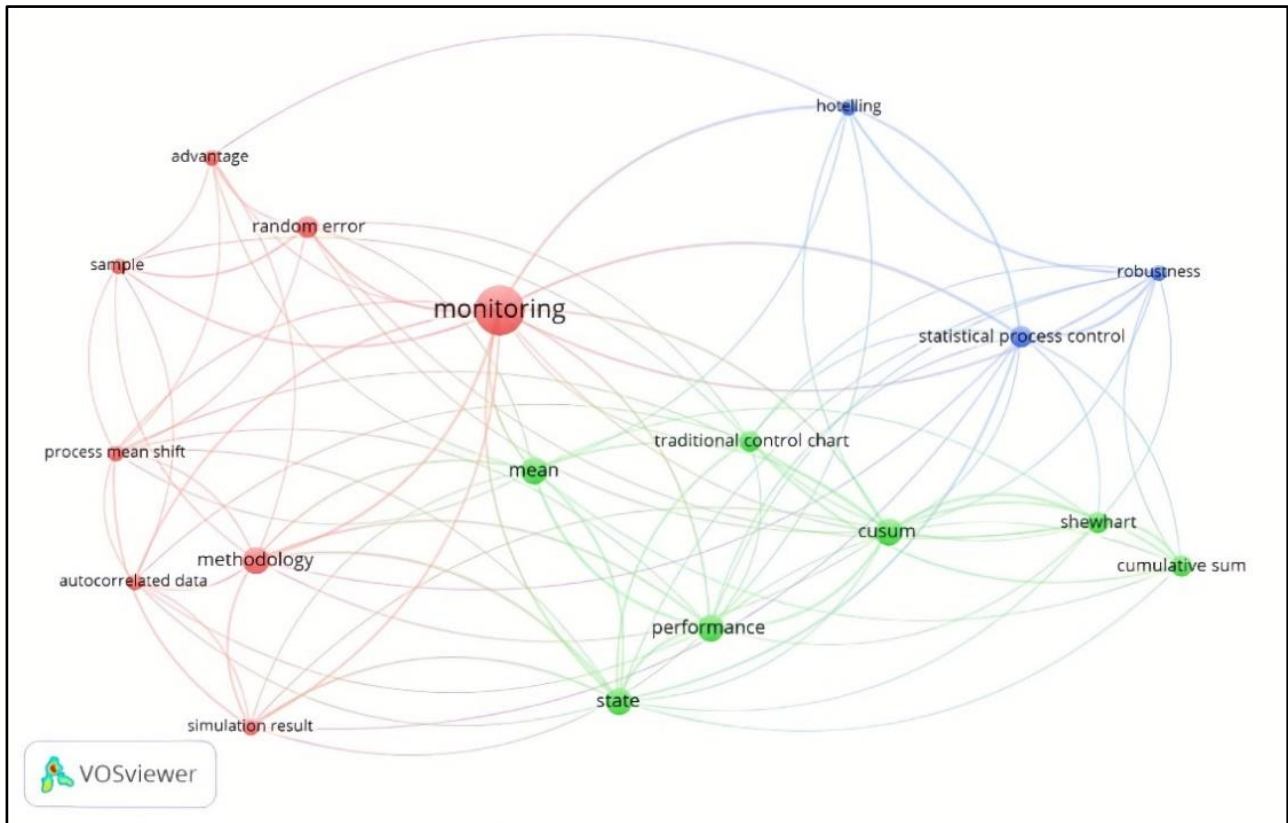 hotelling
advantage
random error
sample
robustness
monitoring
statistical process control
traditional control chart
process mean shift
mean
shewhart
cusum
methodology
cumulative sum
autocorrelated data
performance
state
simulation result
VOSviewer